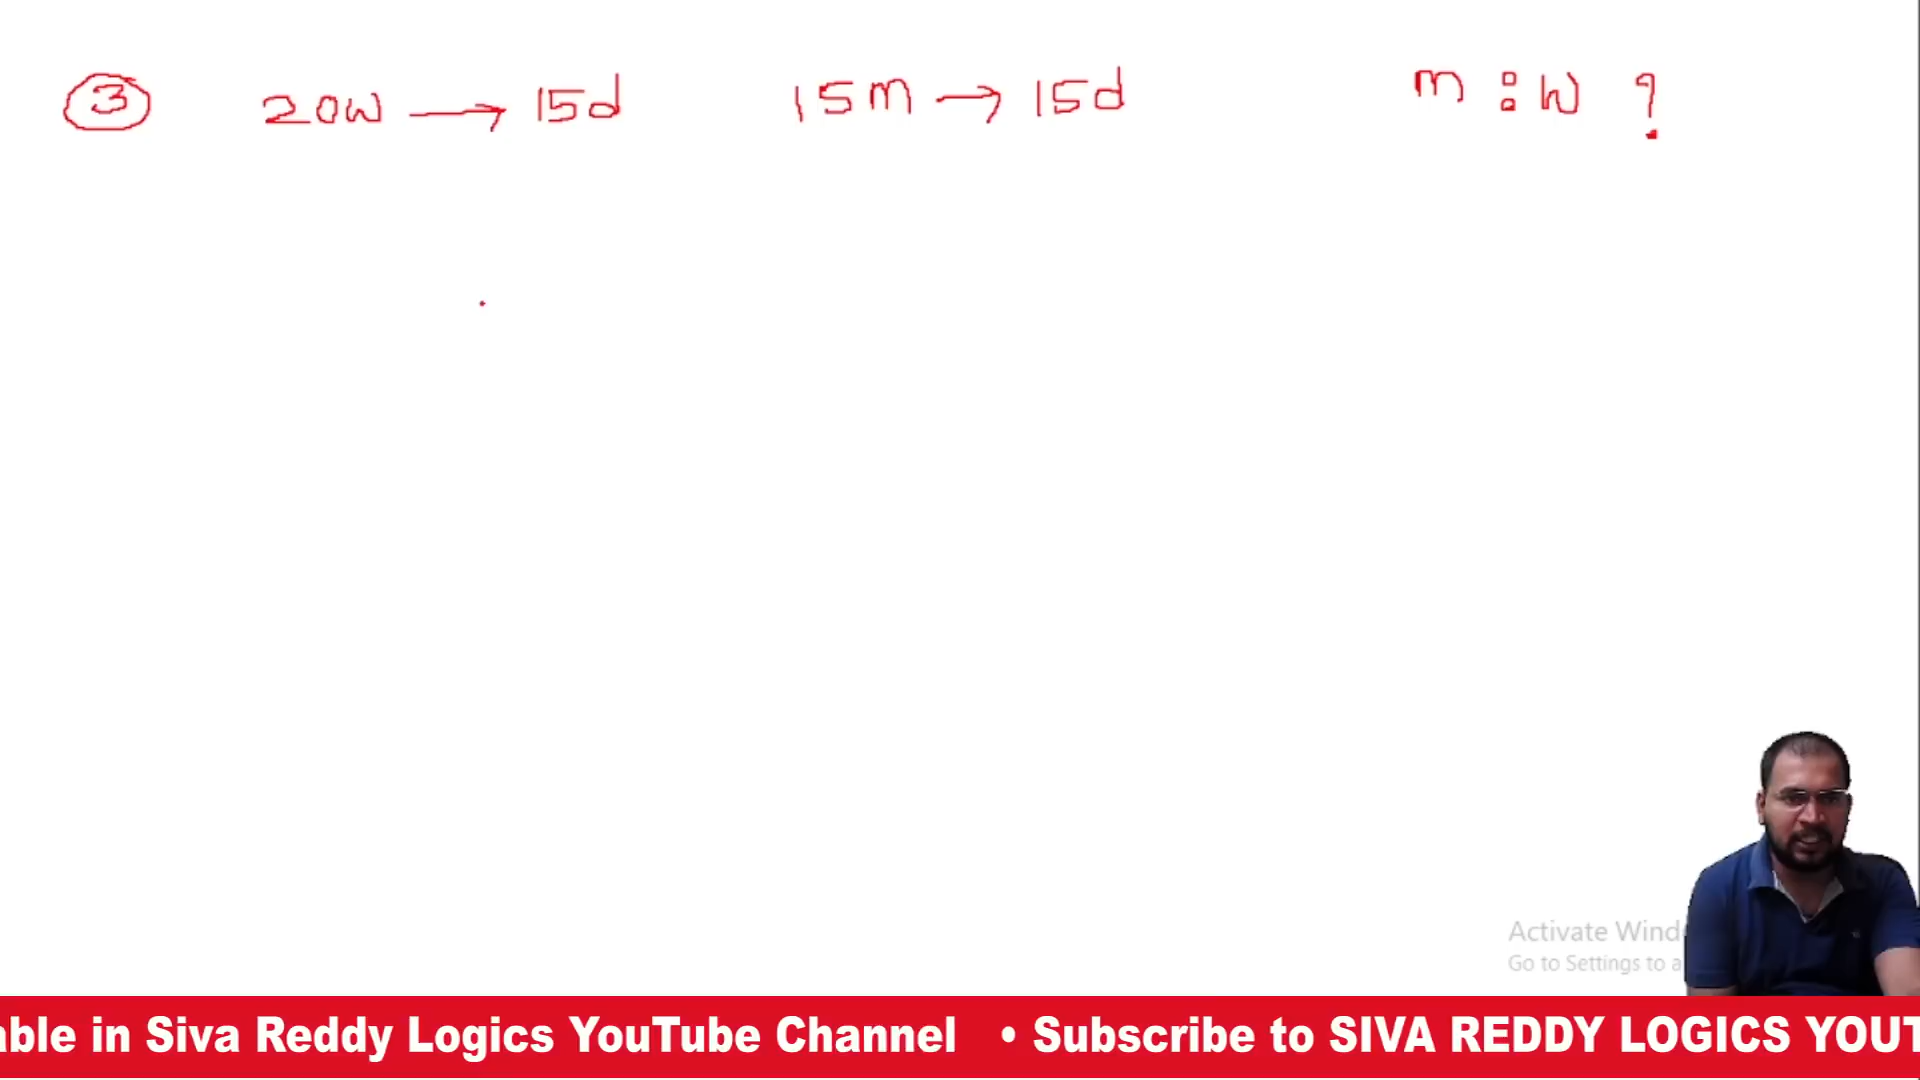 ③ 20W → 15d 15m → 15d m : W ?
Activate Wind
Go to Settings to a
able in Siva Reddy Logics YouTube Channel • Subscribe to SIVA REDDY LOGICS YOUT